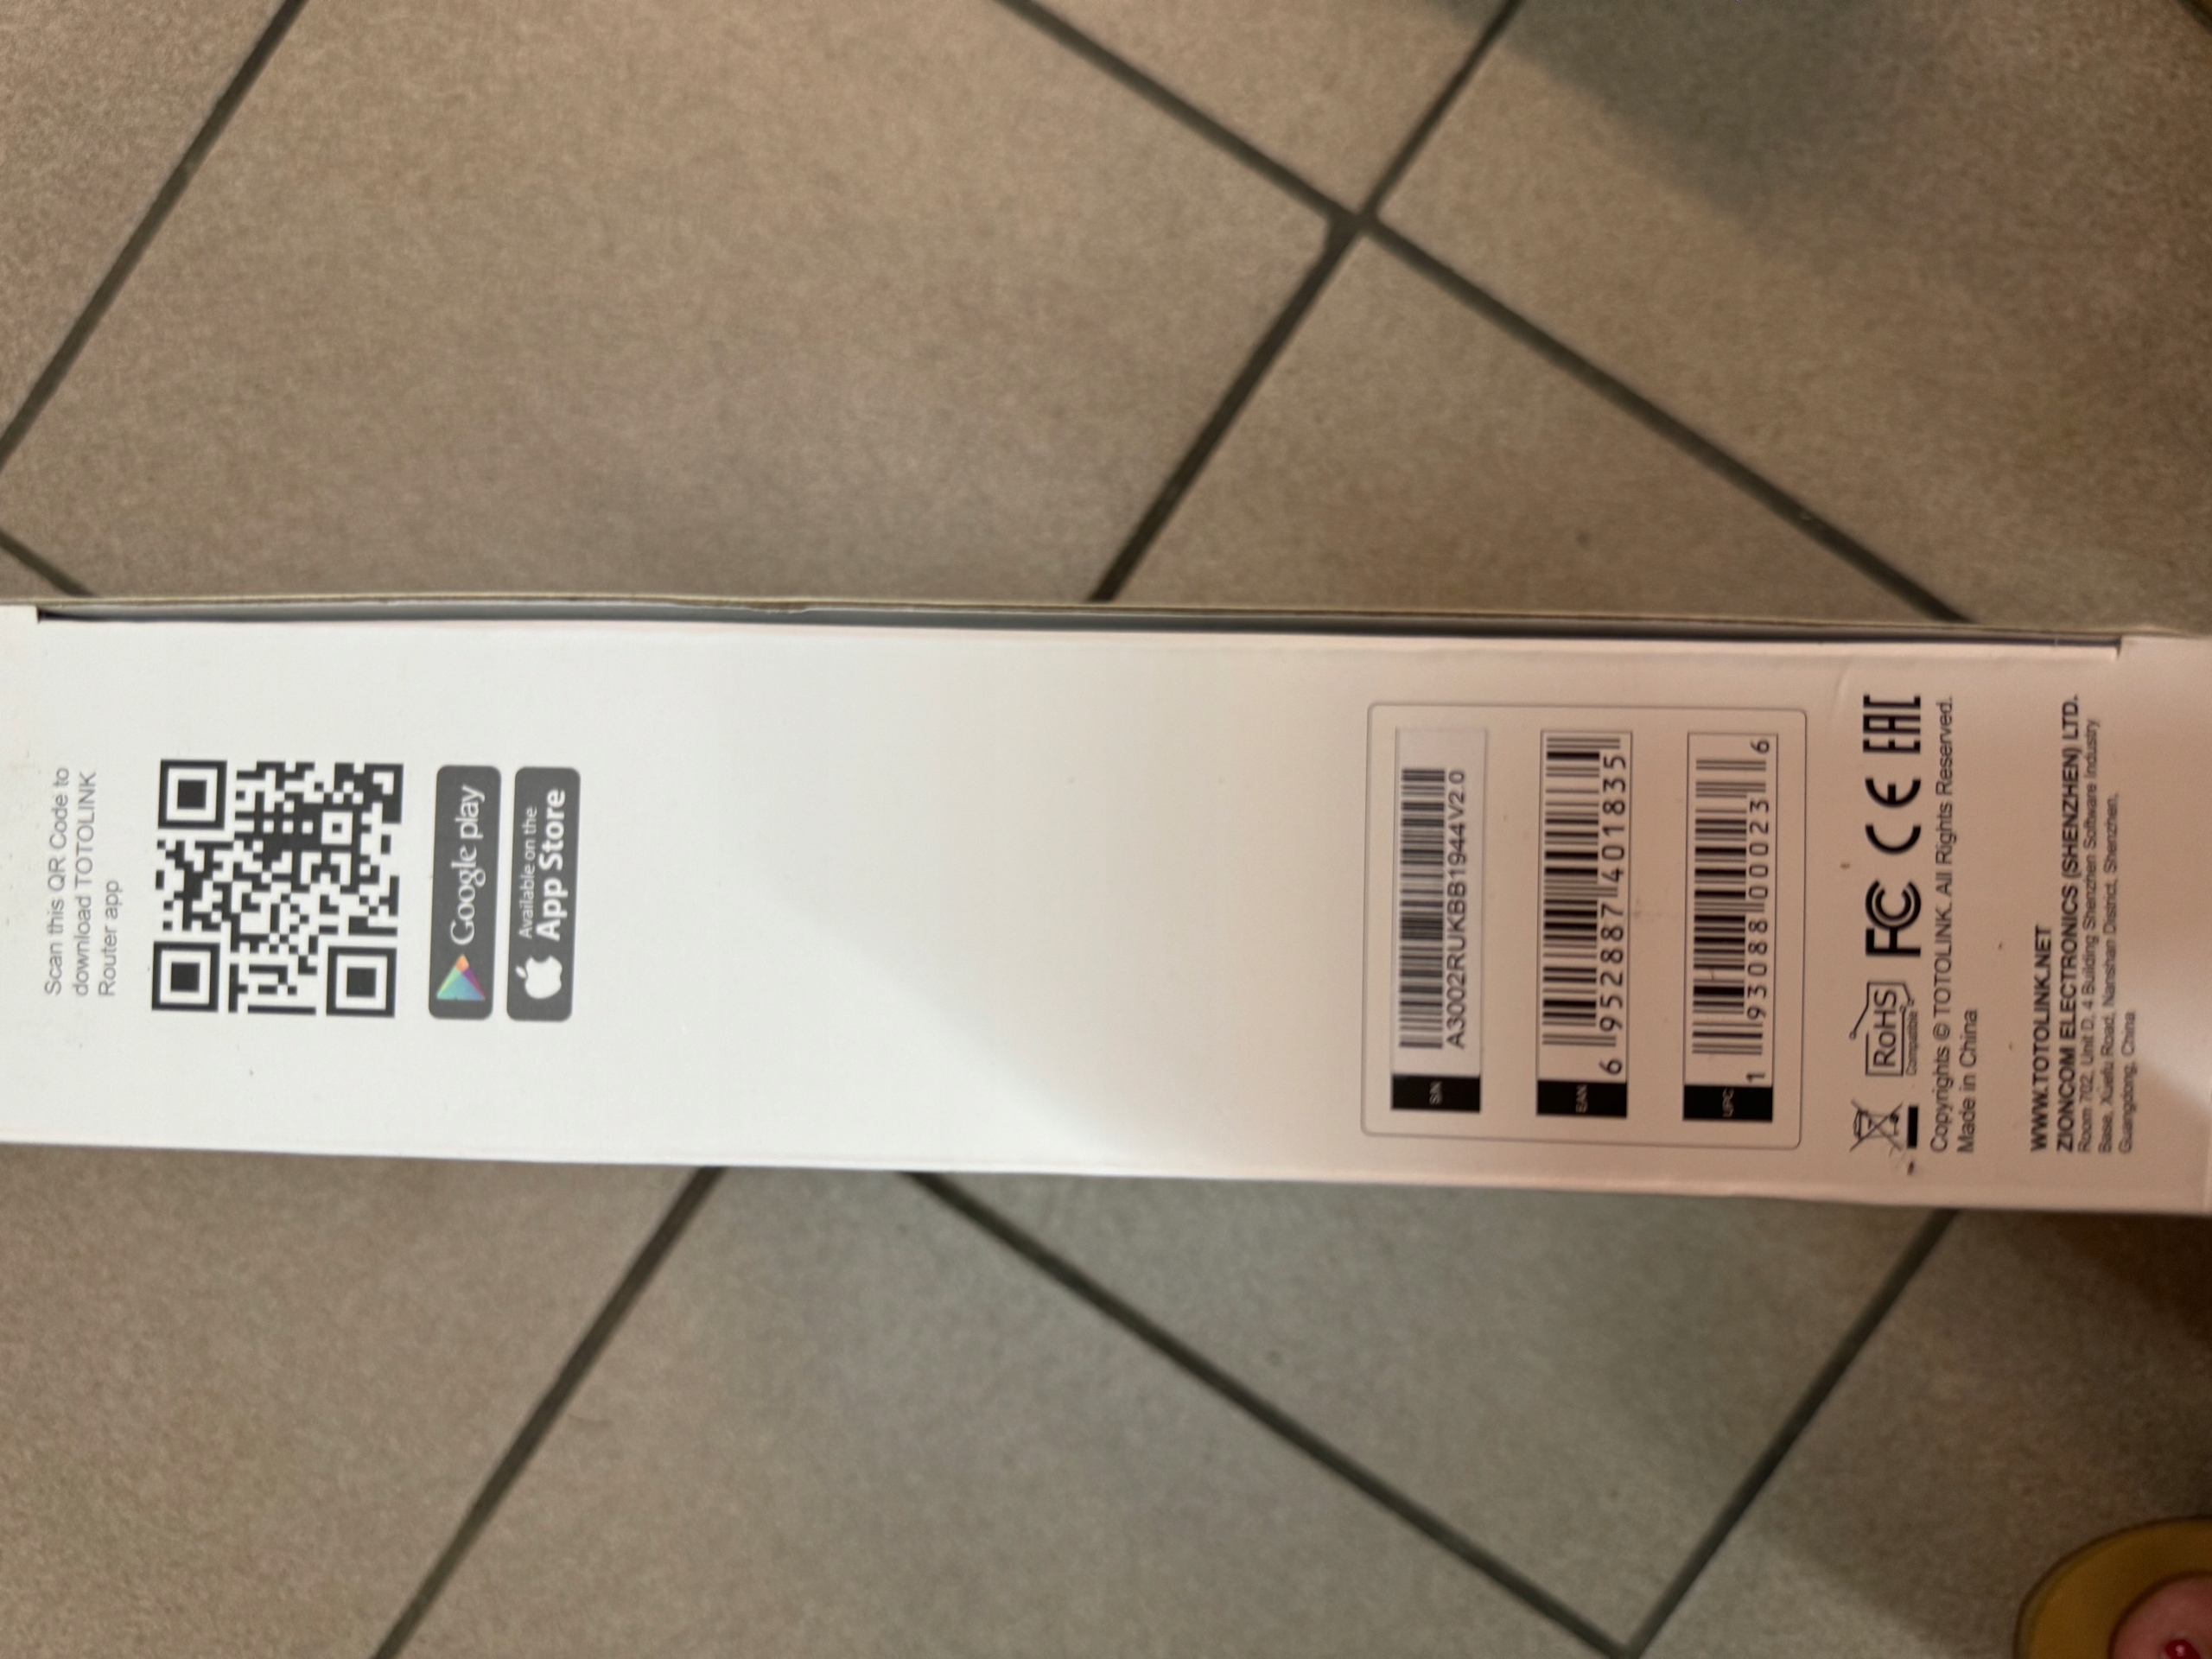 Scan this QR Code to
download TOTOLINK
Router app
Google play
Available on the
App Store
S/N
A3002RUKBB1944V2.0
EAN
6 952887 401835
UPC
1 93088 00023 6
RoHS
Compatible
FC CE EAC
Copyrights © TOTOLINK. All Rights Reserved.
Made in China
WWW.TOTOLINK.NET
ZIONCOM ELECTRONICS (SHENZHEN) LTD.
Room 702, Unit D, 4 Building Shenzhen Software Industry
Base, Xuefu Road, Nanshan District, Shenzhen,
Guangdong, China